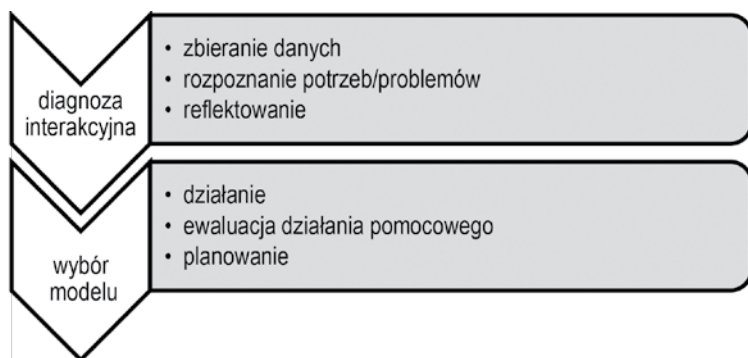 diagnoza
interakcyjna
• zbieranie danych
• rozpoznanie potrzeb/problemów
• reflektowanie
wybór
modelu
• działanie
• ewaluacja działania pomocowego
• planowanie